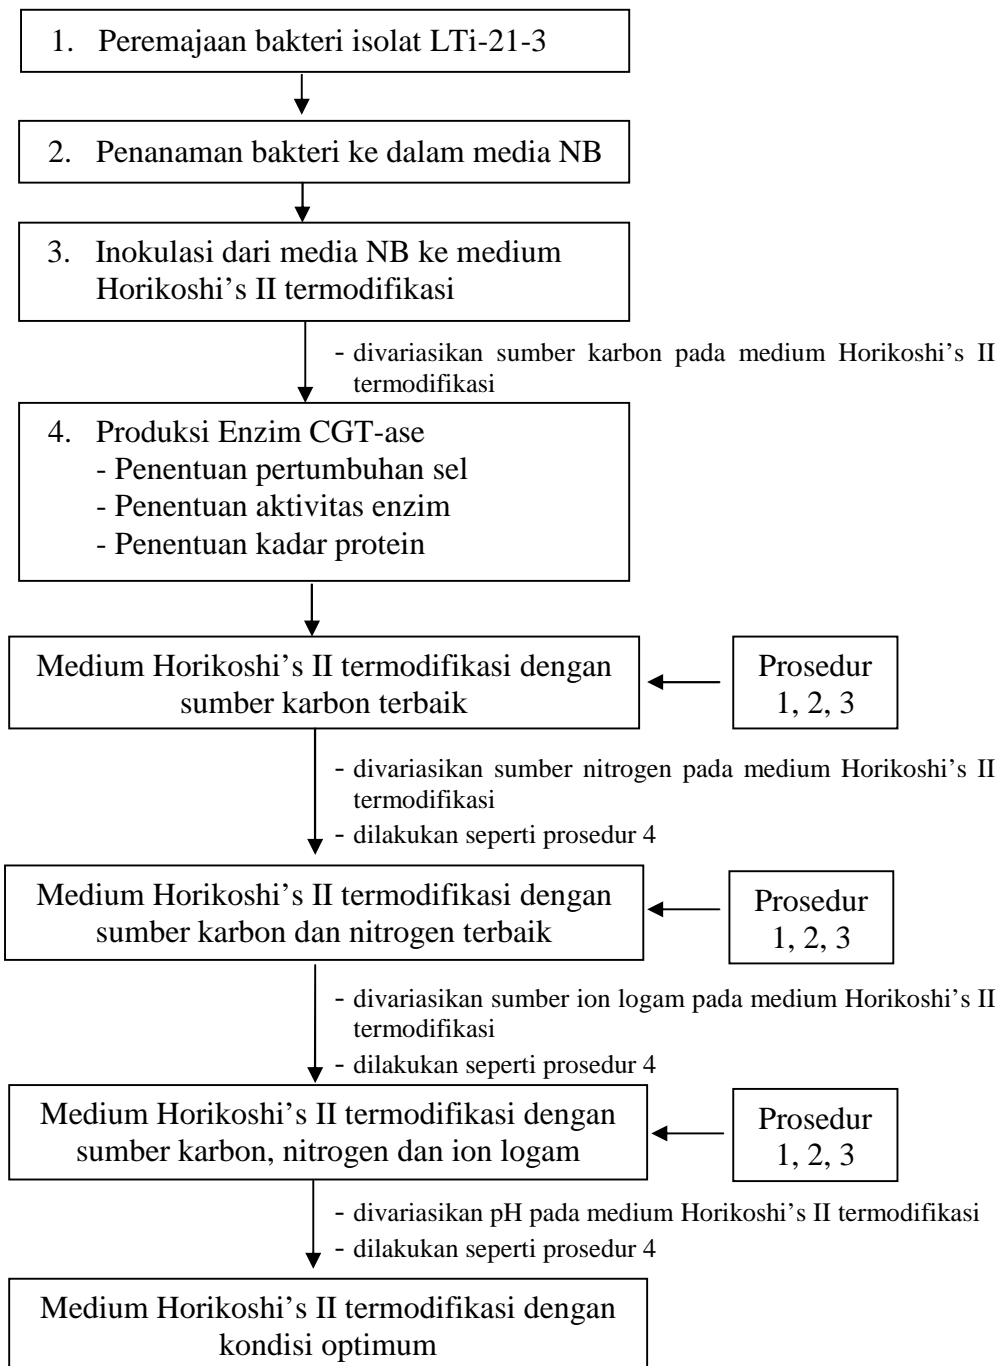 1. Peremajaan bakteri isolat LTi-21-3
2. Penanaman bakteri ke dalam media NB
3. Inokulasi dari media NB ke medium
Horikoshi’s II termodifikasi
- divariasikan sumber karbon pada medium Horikoshi’s II
termodifikasi
4. Produksi Enzim CGT-ase
- Penentuan pertumbuhan sel
- Penentuan aktivitas enzim
- Penentuan kadar protein
Medium Horikoshi’s II termodifikasi dengan
sumber karbon terbaik
Prosedur
1, 2, 3
- divariasikan sumber nitrogen pada medium Horikoshi’s II
termodifikasi
- dilakukan seperti prosedur 4
Medium Horikoshi’s II termodifikasi dengan
sumber karbon dan nitrogen terbaik
Prosedur
1, 2, 3
- divariasikan sumber ion logam pada medium Horikoshi’s II
termodifikasi
- dilakukan seperti prosedur 4
Medium Horikoshi’s II termodifikasi dengan
sumber karbon, nitrogen dan ion logam
Prosedur
1, 2, 3
- divariasikan pH pada medium Horikoshi’s II termodifikasi
- dilakukan seperti prosedur 4
Medium Horikoshi’s II termodifikasi dengan
kondisi optimum